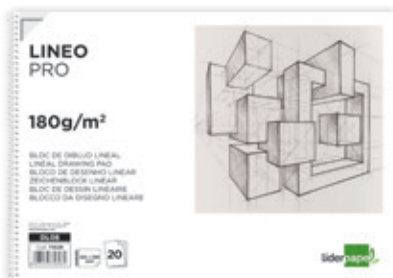 LINEO
PRO
180g/m²
BLOC DE DIBUJO LINEAL
LINEAL DRAWING PAD
BLOCO DE DESENHO LINEAR
ZEICHENBLOCK LINEAR
BLOC DE DESSIN LINÉAIRE
BLOCCO DA DISEGNO LINEARE
DL08
20
liderpapel